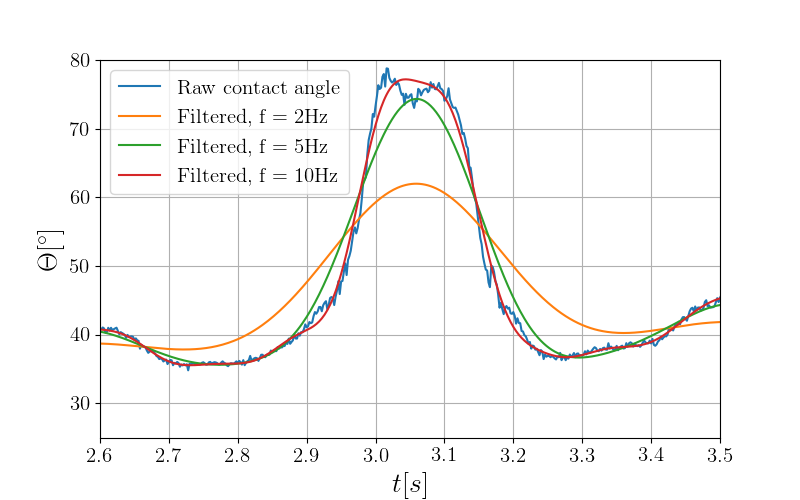 80
70
60
50
40
30
Θ[°]
Raw contact angle
Filtered, f = 2Hz
Filtered, f = 5Hz
Filtered, f = 10Hz
2.6 2.7 2.8 2.9 3.0 3.1 3.2 3.3 3.4 3.5
t[s]